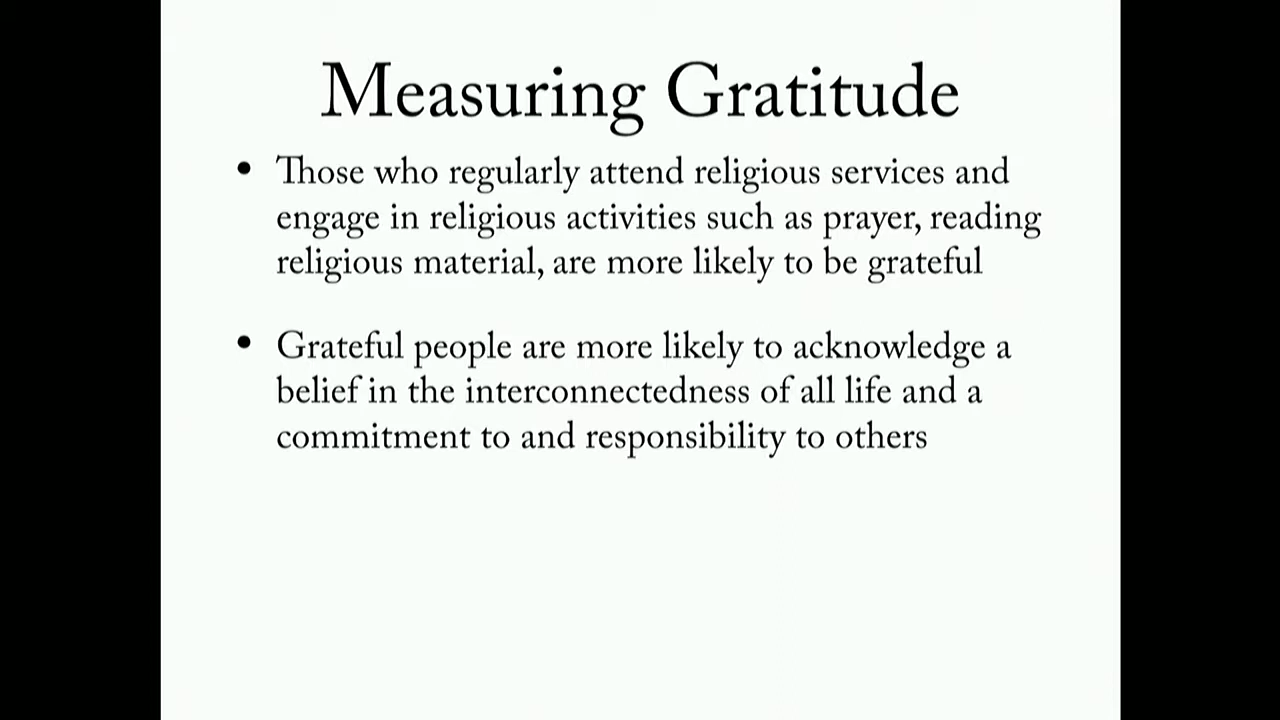 Measuring Gratitude
• Those who regularly attend religious services and
engage in religious activities such as prayer, reading
religious material, are more likely to be grateful
• Grateful people are more likely to acknowledge a
belief in the interconnectedness of all life and a
commitment to and responsibility to others